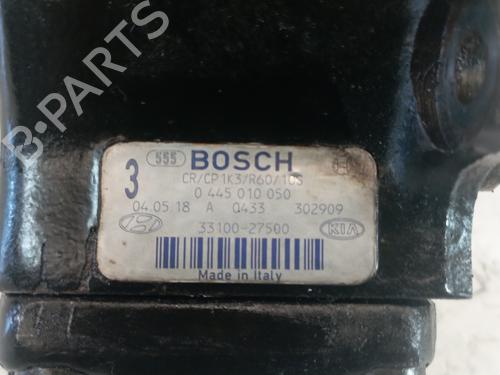 B-PARTS
555 BOSCH
3
CR/CP1K3/R60/10S
0 445 010 050
04.05.18 A Q433 302909
33100-27500 KIA
Made in Italy